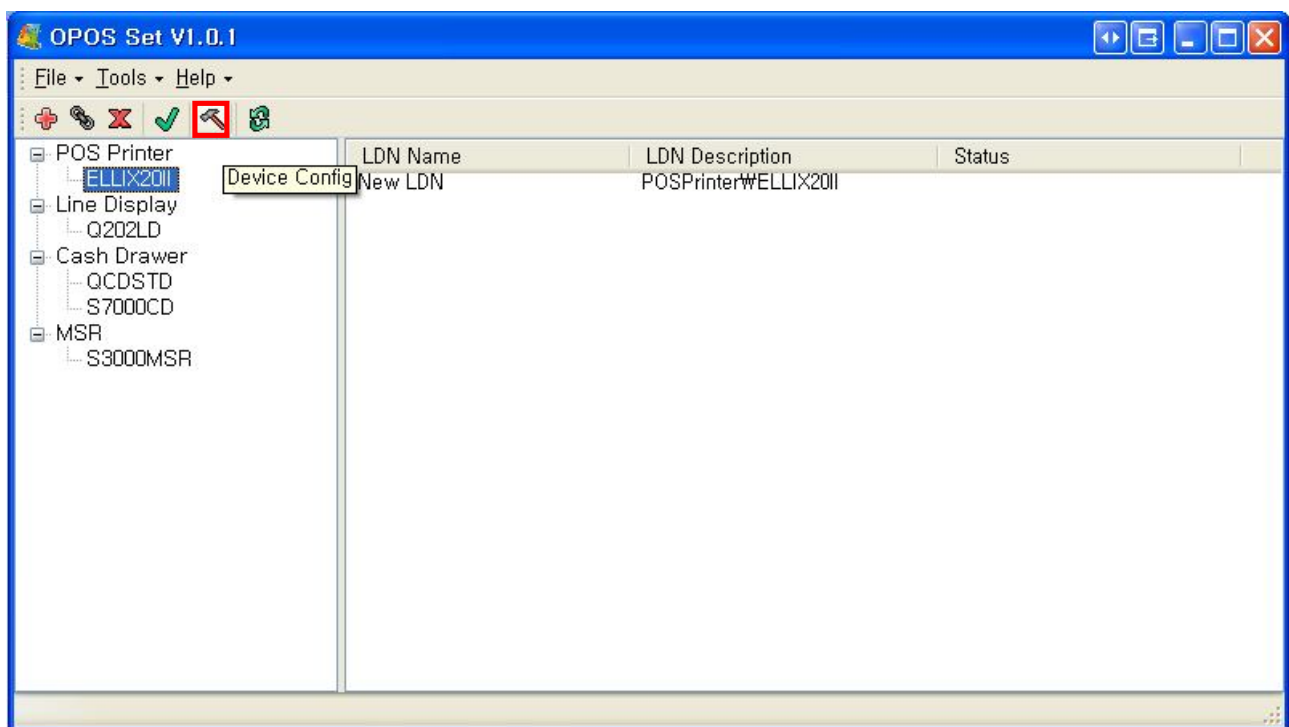 OPOS Set V1.0.1
File Tools Help
POS Printer
ELLIX20II
Line Display
Q202LD
Cash Drawer
QCDSTD
S7000CD
MSR
S3000MSR
Device Config
LDN Name LDN Description Status
New LDN POSPrinter₩ELLIX20II